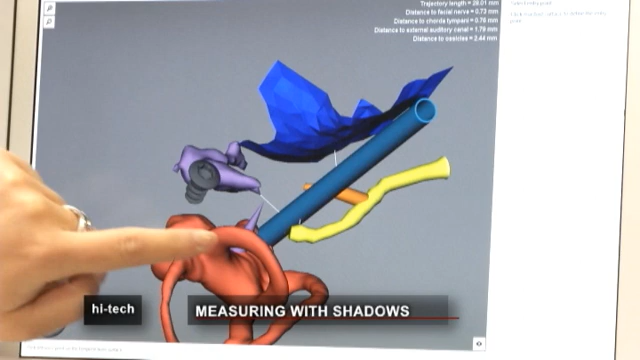 Trajectory length = 28.01 mm
Distance to facial nerve = 0.73 mm
Distance to chorda tympani = 0.76 mm
Distance to external auditory canal = 1.79 mm
Distance to ossicles = 2.44 mm
hi-tech
MEASURING WITH SHADOWS